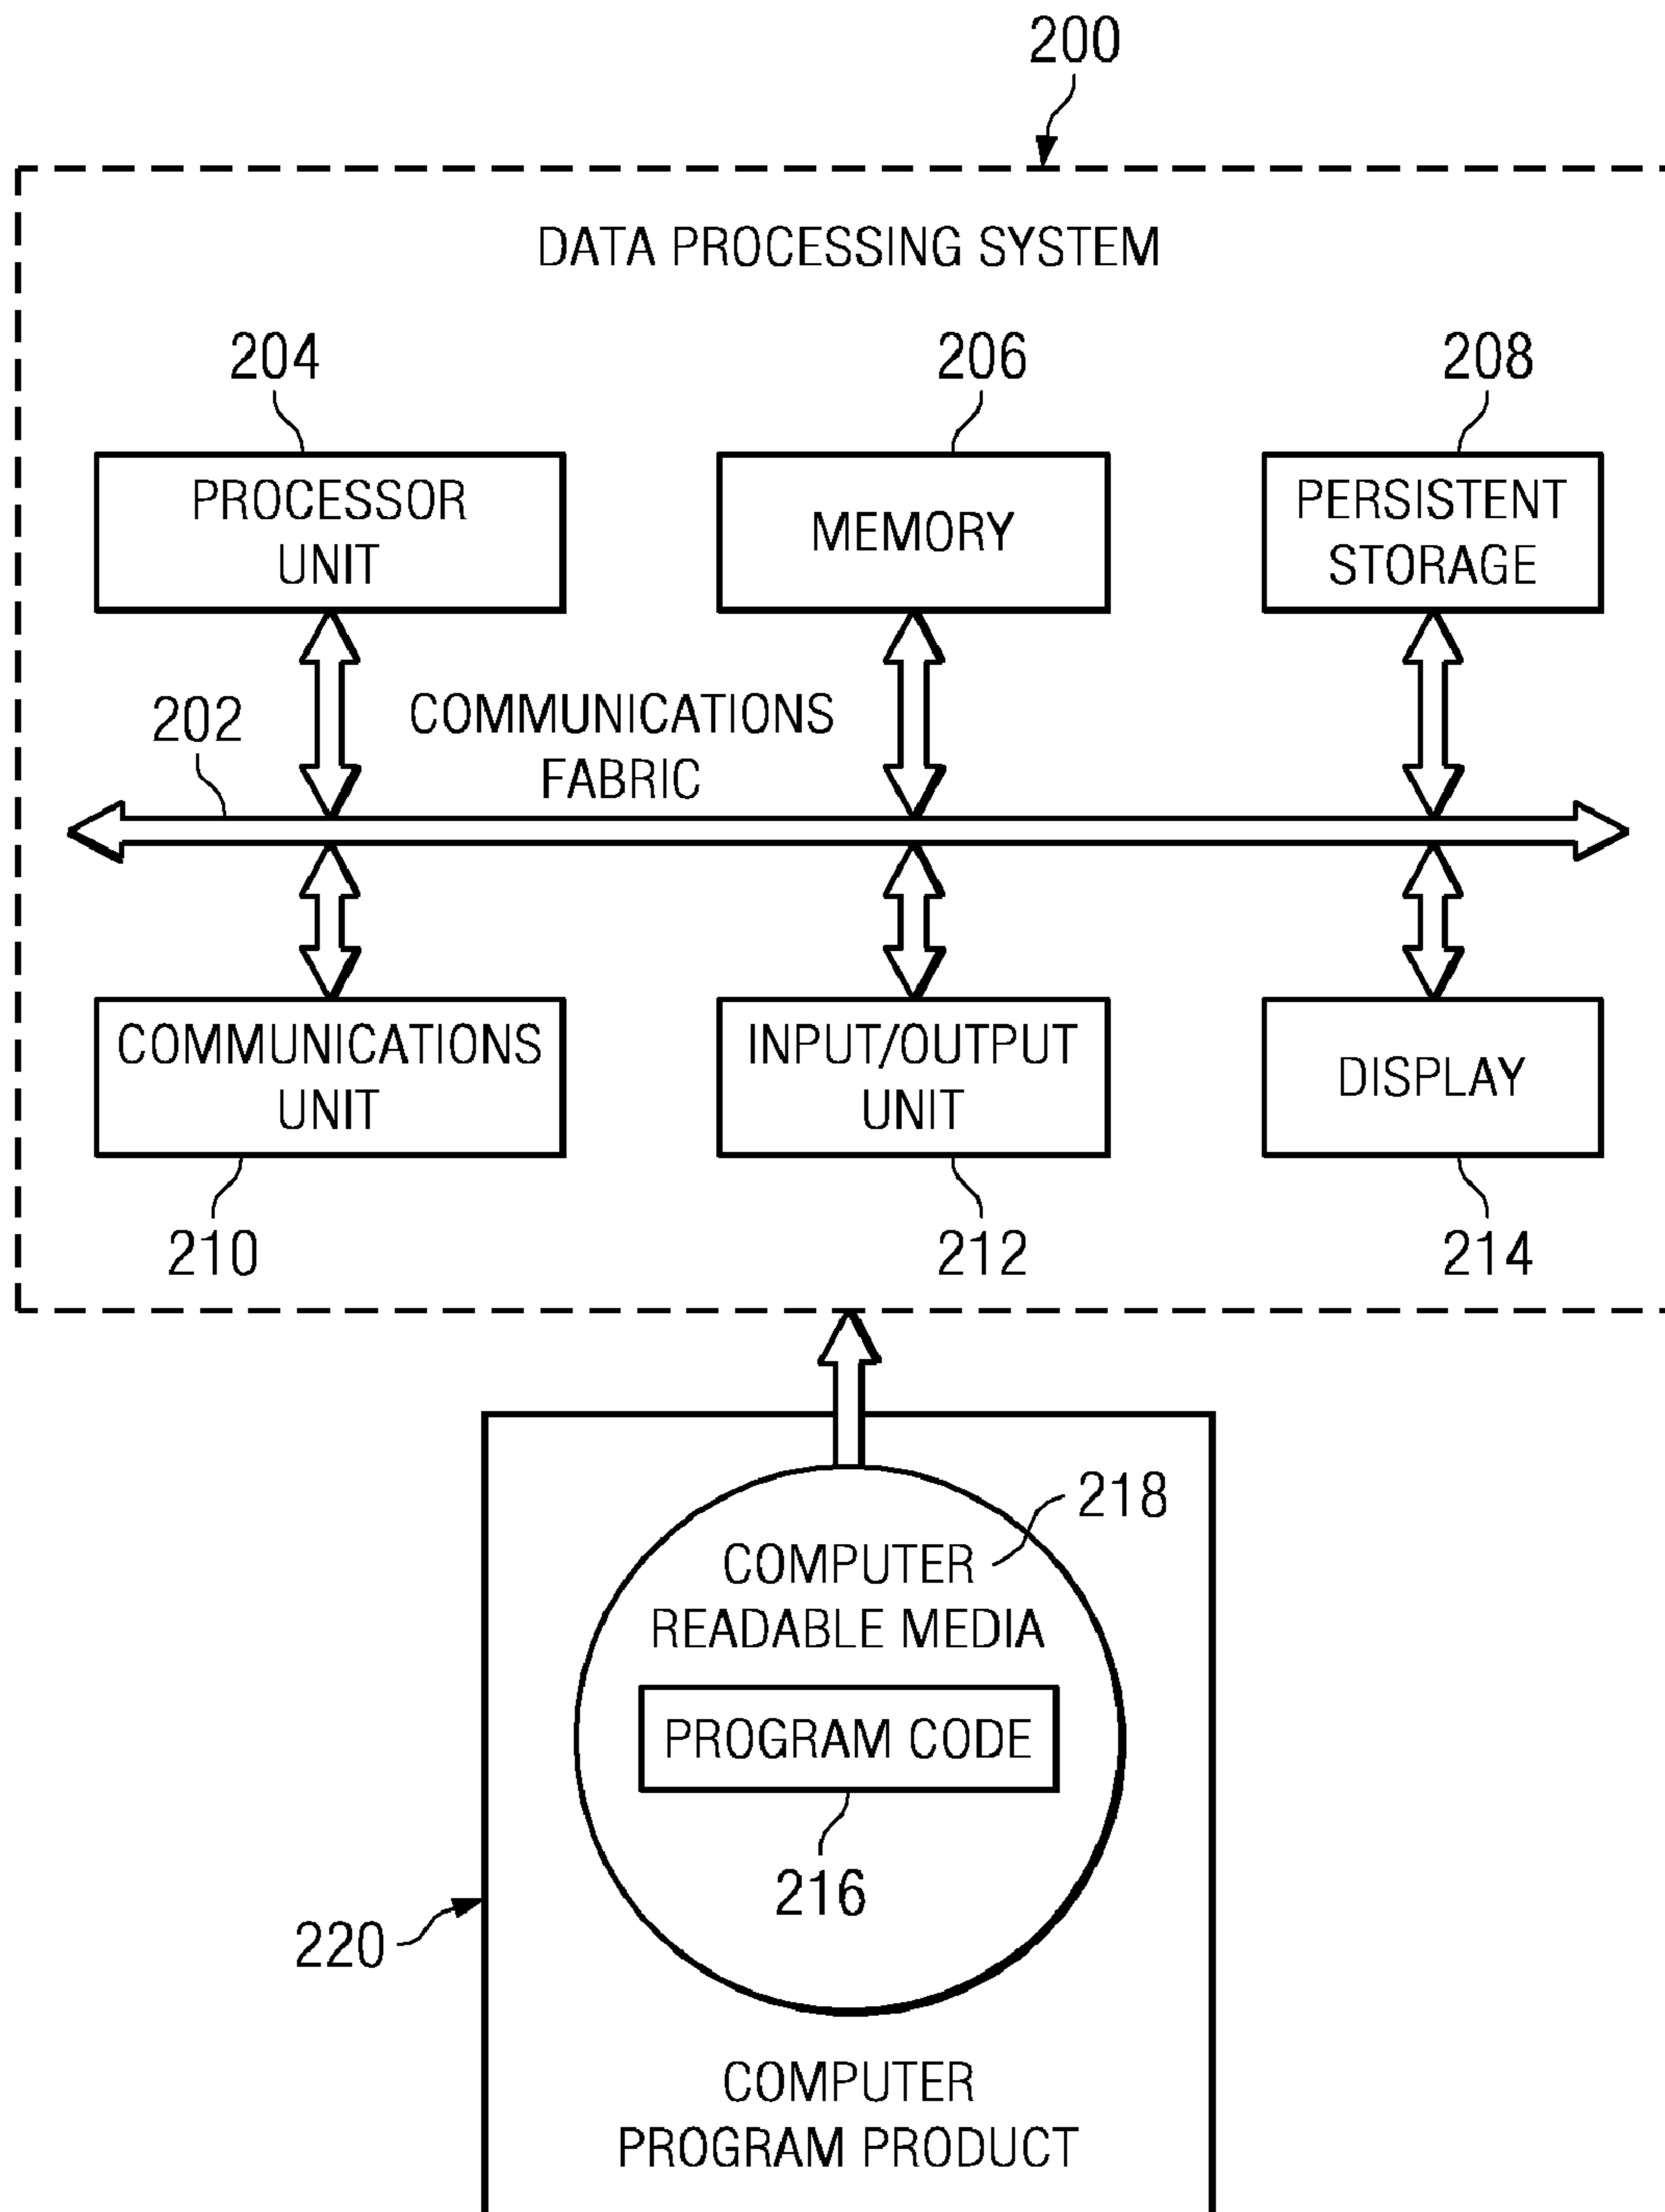 200
DATA PROCESSING SYSTEM
204
206
208
PROCESSOR
UNIT
MEMORY
PERSISTENT
STORAGE
202
COMMUNICATIONS
FABRIC
COMMUNICATIONS
UNIT
INPUT/OUTPUT
UNIT
DISPLAY
210
212
214
218
COMPUTER
READABLE MEDIA
PROGRAM CODE
216
220
COMPUTER
PROGRAM PRODUCT